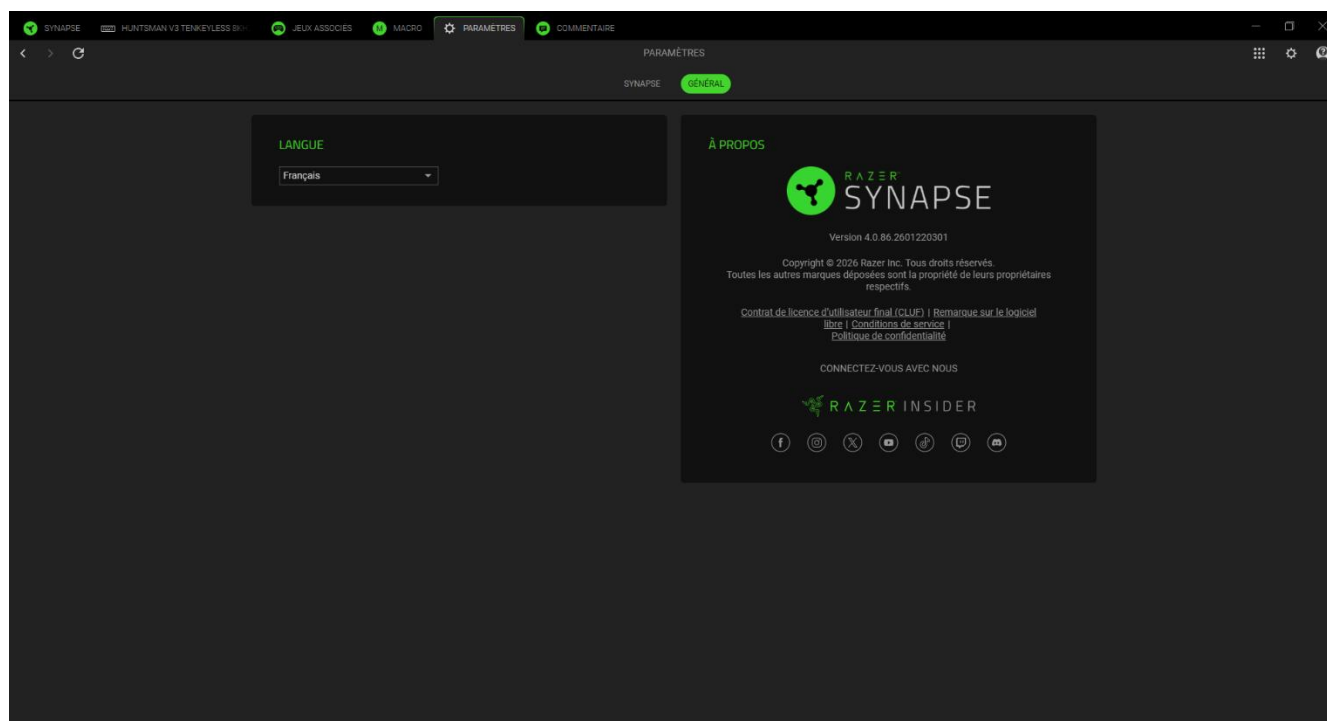 SYNAPSE HUNTSMAN V3 TENKEYLESS 8KH JEUX ASSOCIÉS M MACRO PARAMÈTRES COMMENTAIRE
PARAMÈTRES
SYNAPSE GÉNÉRAL
LANGUE
Français
À PROPOS
RAZER
SYNAPSE
Version 4.0.86.2601220301
Copyright © 2026 Razer Inc. Tous droits réservés.
Toutes les autres marques déposées sont la propriété de leurs propriétaires
respectifs.
Contrat de licence d'utilisateur final (CLUF) | Remarque sur le logiciel
libre | Conditions de service |
Politique de confidentialité
CONNECTEZ-VOUS AVEC NOUS
RAZER INSIDER